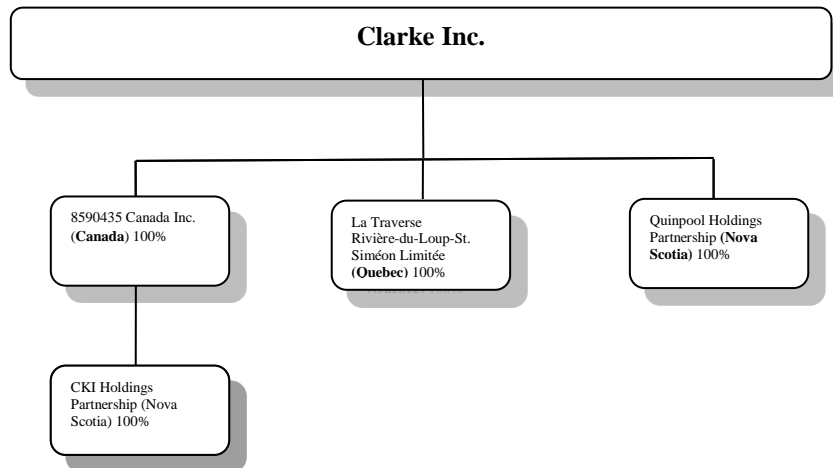 Clarke Inc.
8590435 Canada Inc.
(Canada) 100%
La Traverse
Rivière-du-Loup-St.
Siméon Limitée
(Quebec) 100%
Quinpool Holdings
Partnership (Nova
Scotia) 100%
CKI Holdings
Partnership (Nova
Scotia) 100%